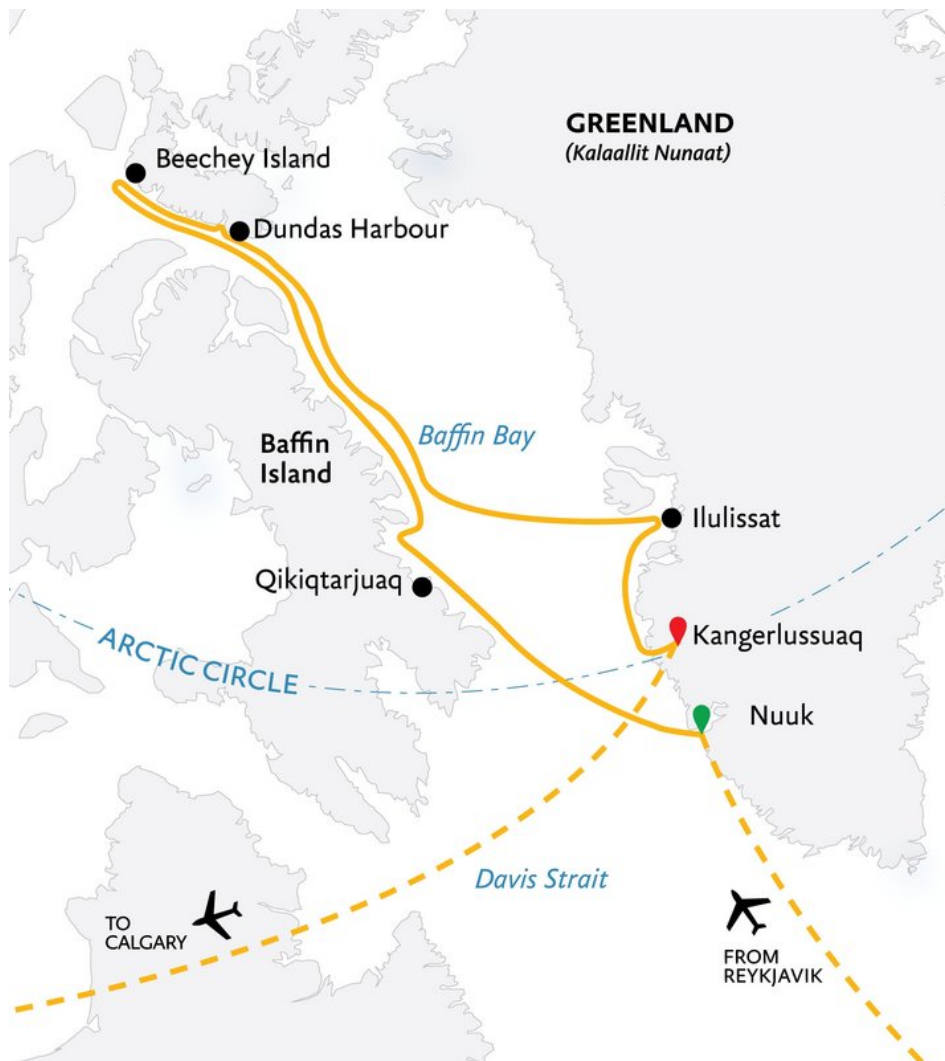 GREENLAND
(Kalaallit Nunaat)
Beechey Island
Dundas Harbour
Baffin Bay
Baffin
Island
Ilulissat
Qikiqtarjuaq
Kangerlussuaq
ARCTIC CIRCLE
Nuuk
Davis Strait
TO
CALGARY
FROM
REYKJAVIK